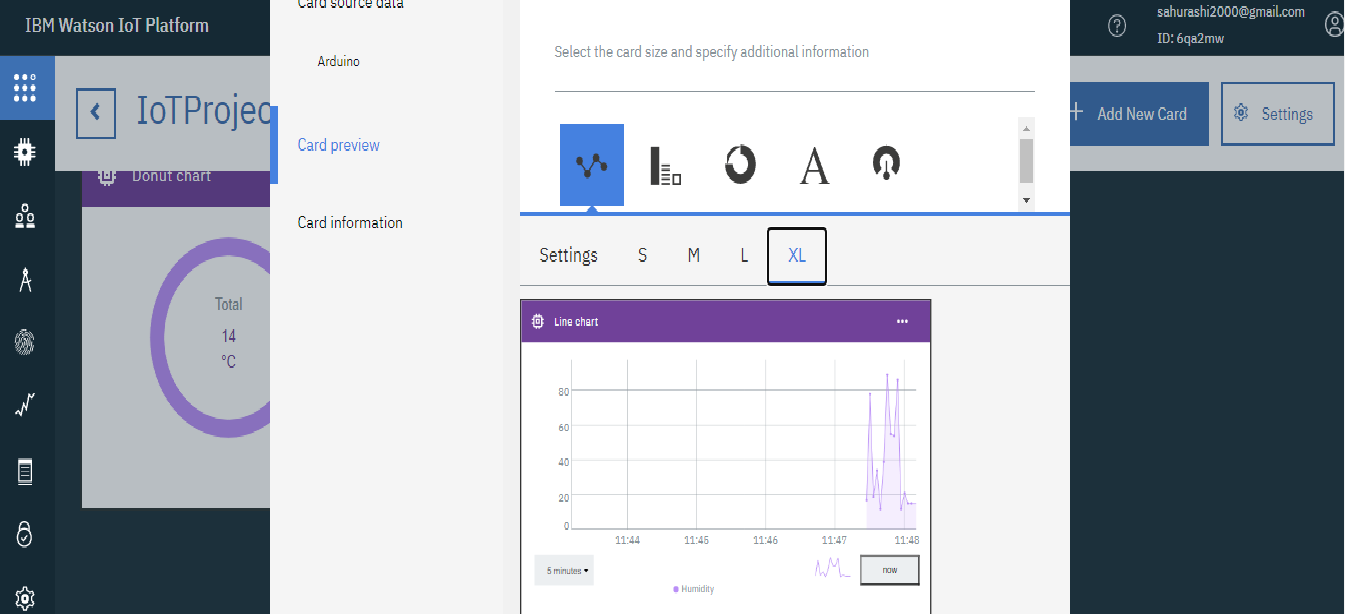 IBM Watson IoT Platform
Card source data
Arduino
Card preview
Card information
Select the card size and specify additional information
sahurashi2000@gmail.com
ID: 6qa2mw
IoTProjec
Add New Card
Settings
Donut chart
Total
14
°C
Settings S M L XL
Line chart
80
60
40
20
0
11:44 11:45 11:46 11:47 11:48
5 minutes
now
Humidity